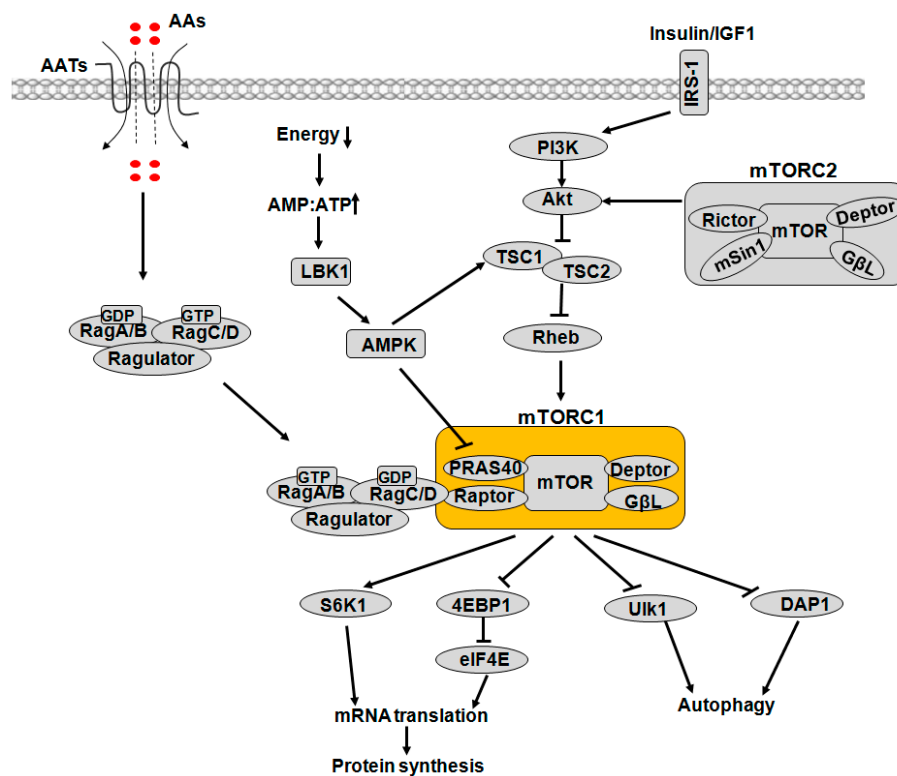 AAs
Insulin/IGF1
AATs
IRS-1
Energy
PI3K
mTORC2
AMP:ATP
Akt
Rictor
mTOR
Deptor
mSin1
GβL
LBK1
TSC1
TSC2
GDP
GTP
RagA/B
RagC/D
Ragulator
AMPK
Rheb
mTORC1
PRAS40
mTOR
Deptor
Raptor
GβL
GTP
GDP
RagA/B
RagC/D
Ragulator
S6K1
4EBP1
Ulk1
DAP1
eIF4E
mRNA translation
Autophagy
Protein synthesis